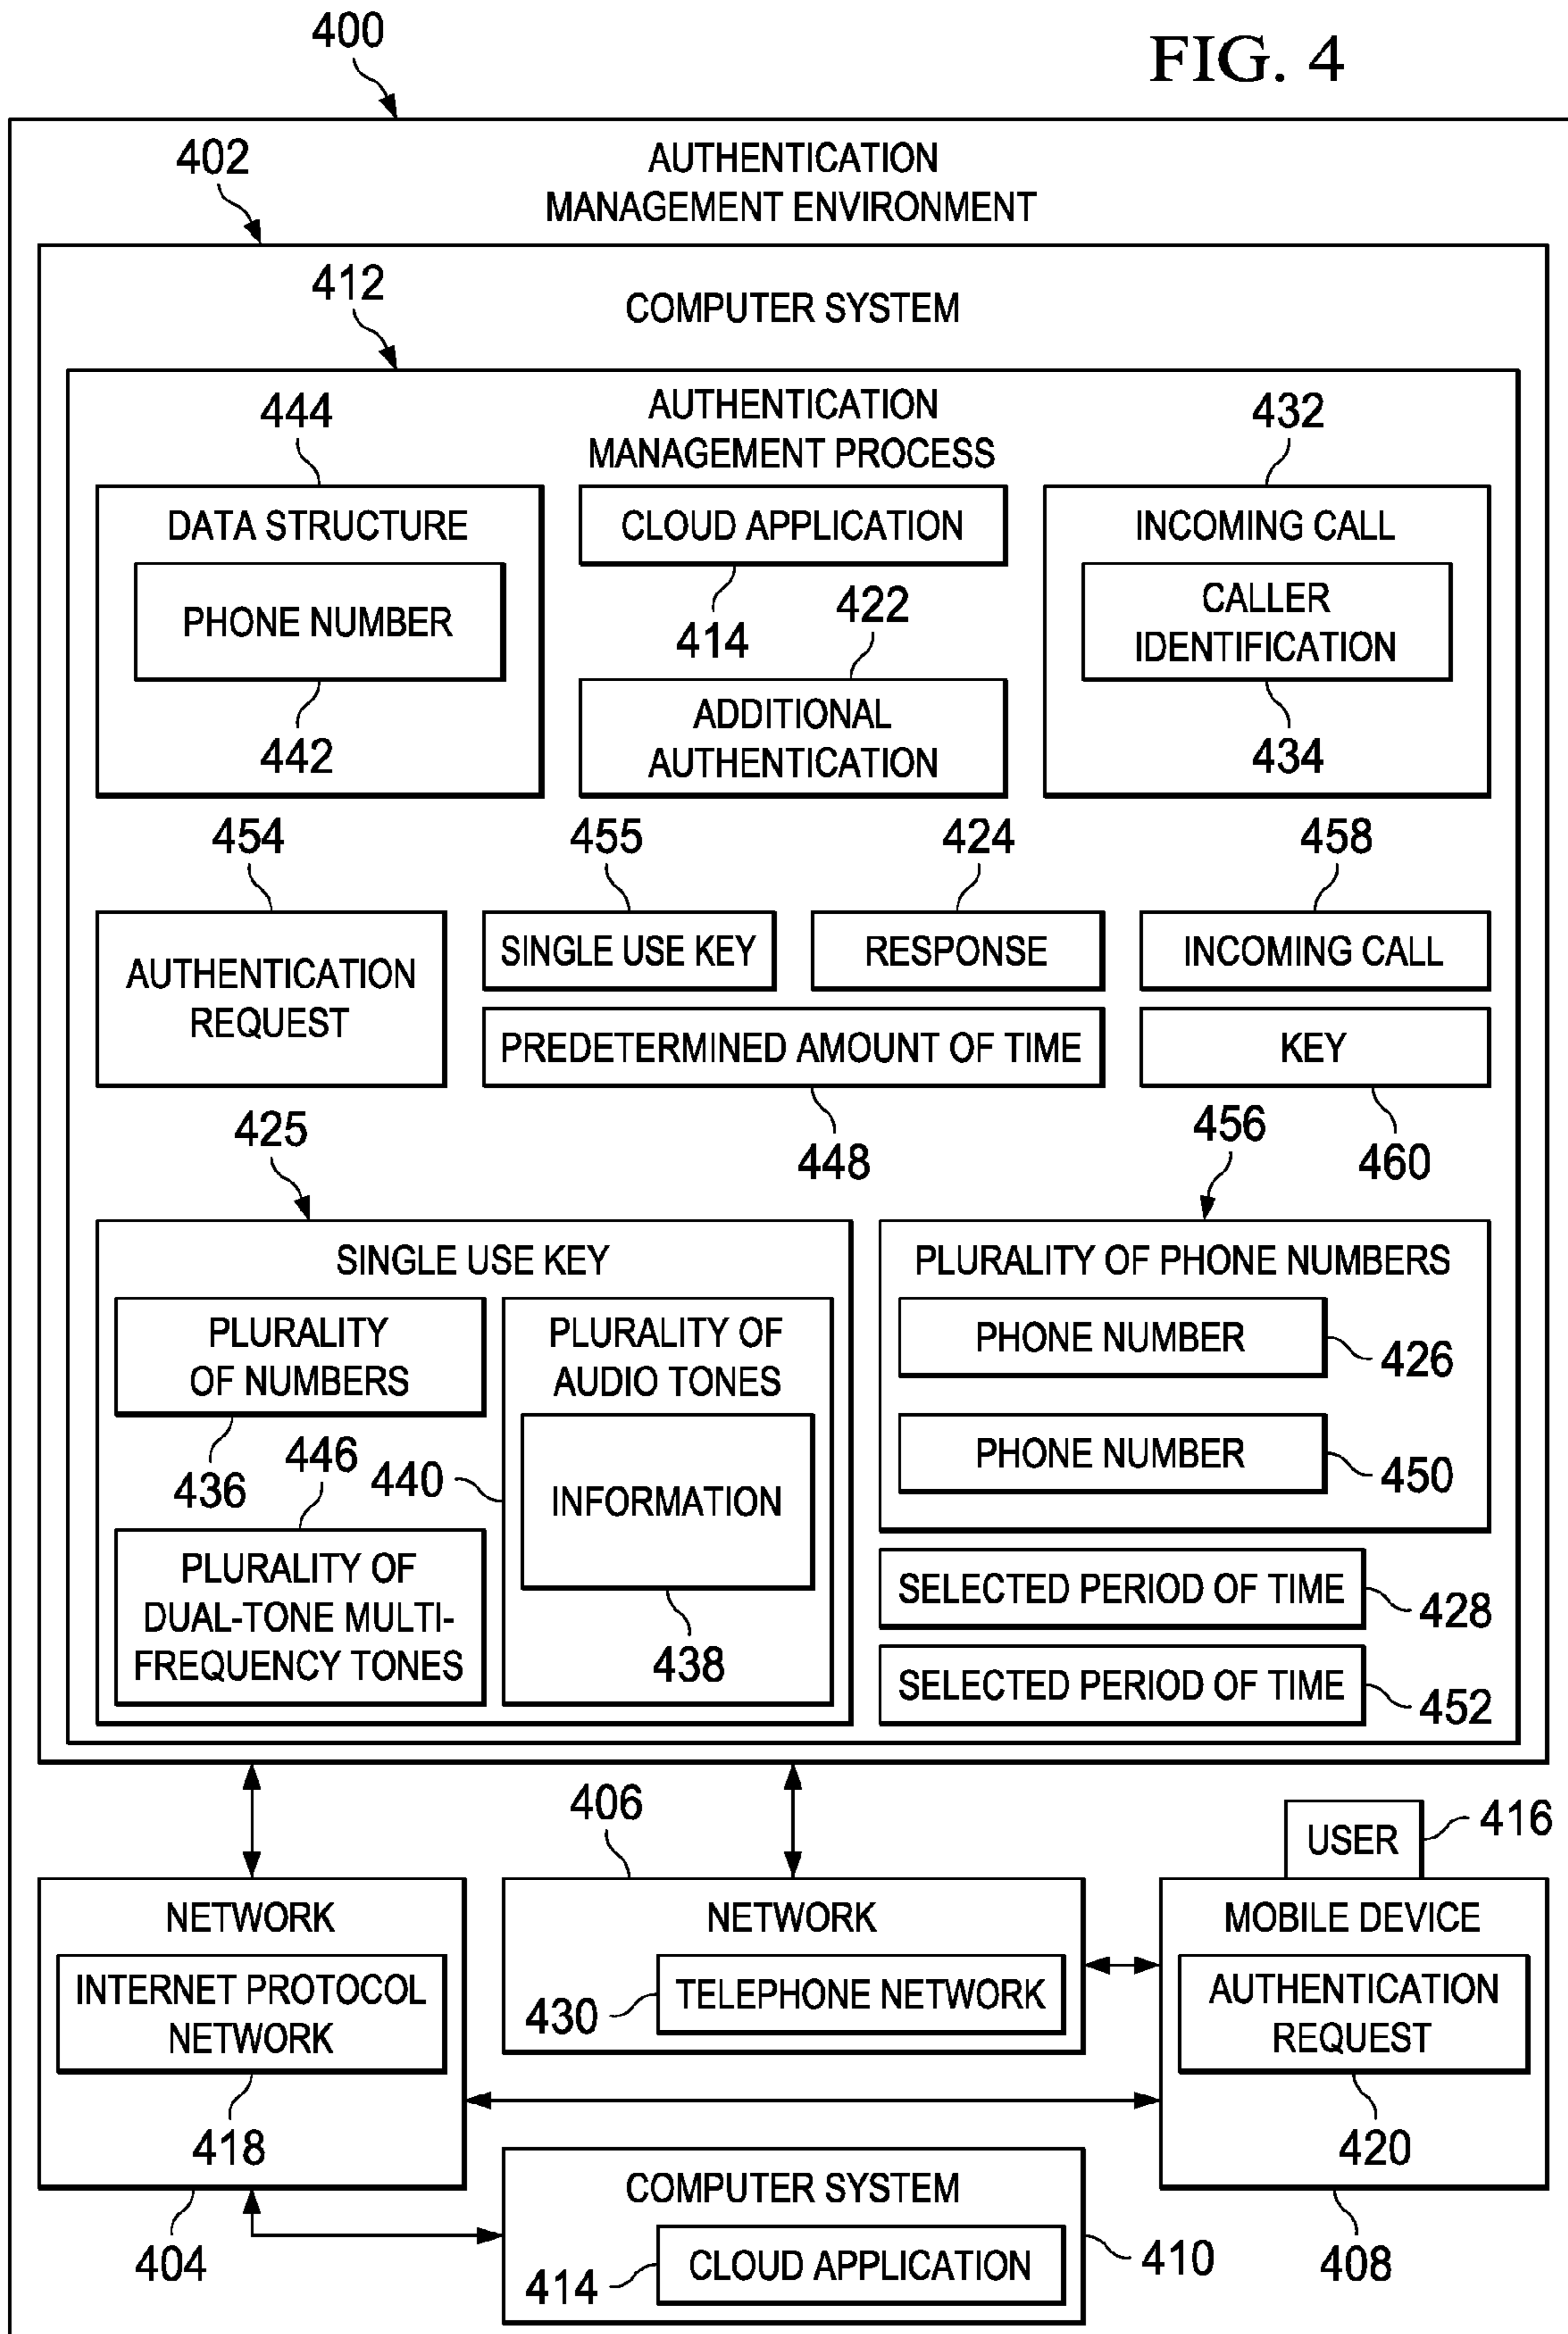 400
FIG. 4
402
AUTHENTICATION
MANAGEMENT ENVIRONMENT
412
COMPUTER SYSTEM
444
AUTHENTICATION
MANAGEMENT PROCESS
432
DATA STRUCTURE
PHONE NUMBER
442
CLOUD APPLICATION
414
422
ADDITIONAL
AUTHENTICATION
INCOMING CALL
CALLER
IDENTIFICATION
434
454
455
424
458
AUTHENTICATION
REQUEST
SINGLE USE KEY
RESPONSE
INCOMING CALL
PREDETERMINED AMOUNT OF TIME
KEY
425
448
456
460
SINGLE USE KEY
PLURALITY
OF NUMBERS
436
446
440
PLURALITY OF
DUAL-TONE MULTI-
FREQUENCY TONES
PLURALITY OF
AUDIO TONES
INFORMATION
438
PLURALITY OF PHONE NUMBERS
PHONE NUMBER
426
PHONE NUMBER
450
SELECTED PERIOD OF TIME
428
SELECTED PERIOD OF TIME
452
406
USER
416
NETWORK
INTERNET PROTOCOL
NETWORK
418
404
NETWORK
430
TELEPHONE NETWORK
MOBILE DEVICE
AUTHENTICATION
REQUEST
420
408
COMPUTER SYSTEM
414
CLOUD APPLICATION
410